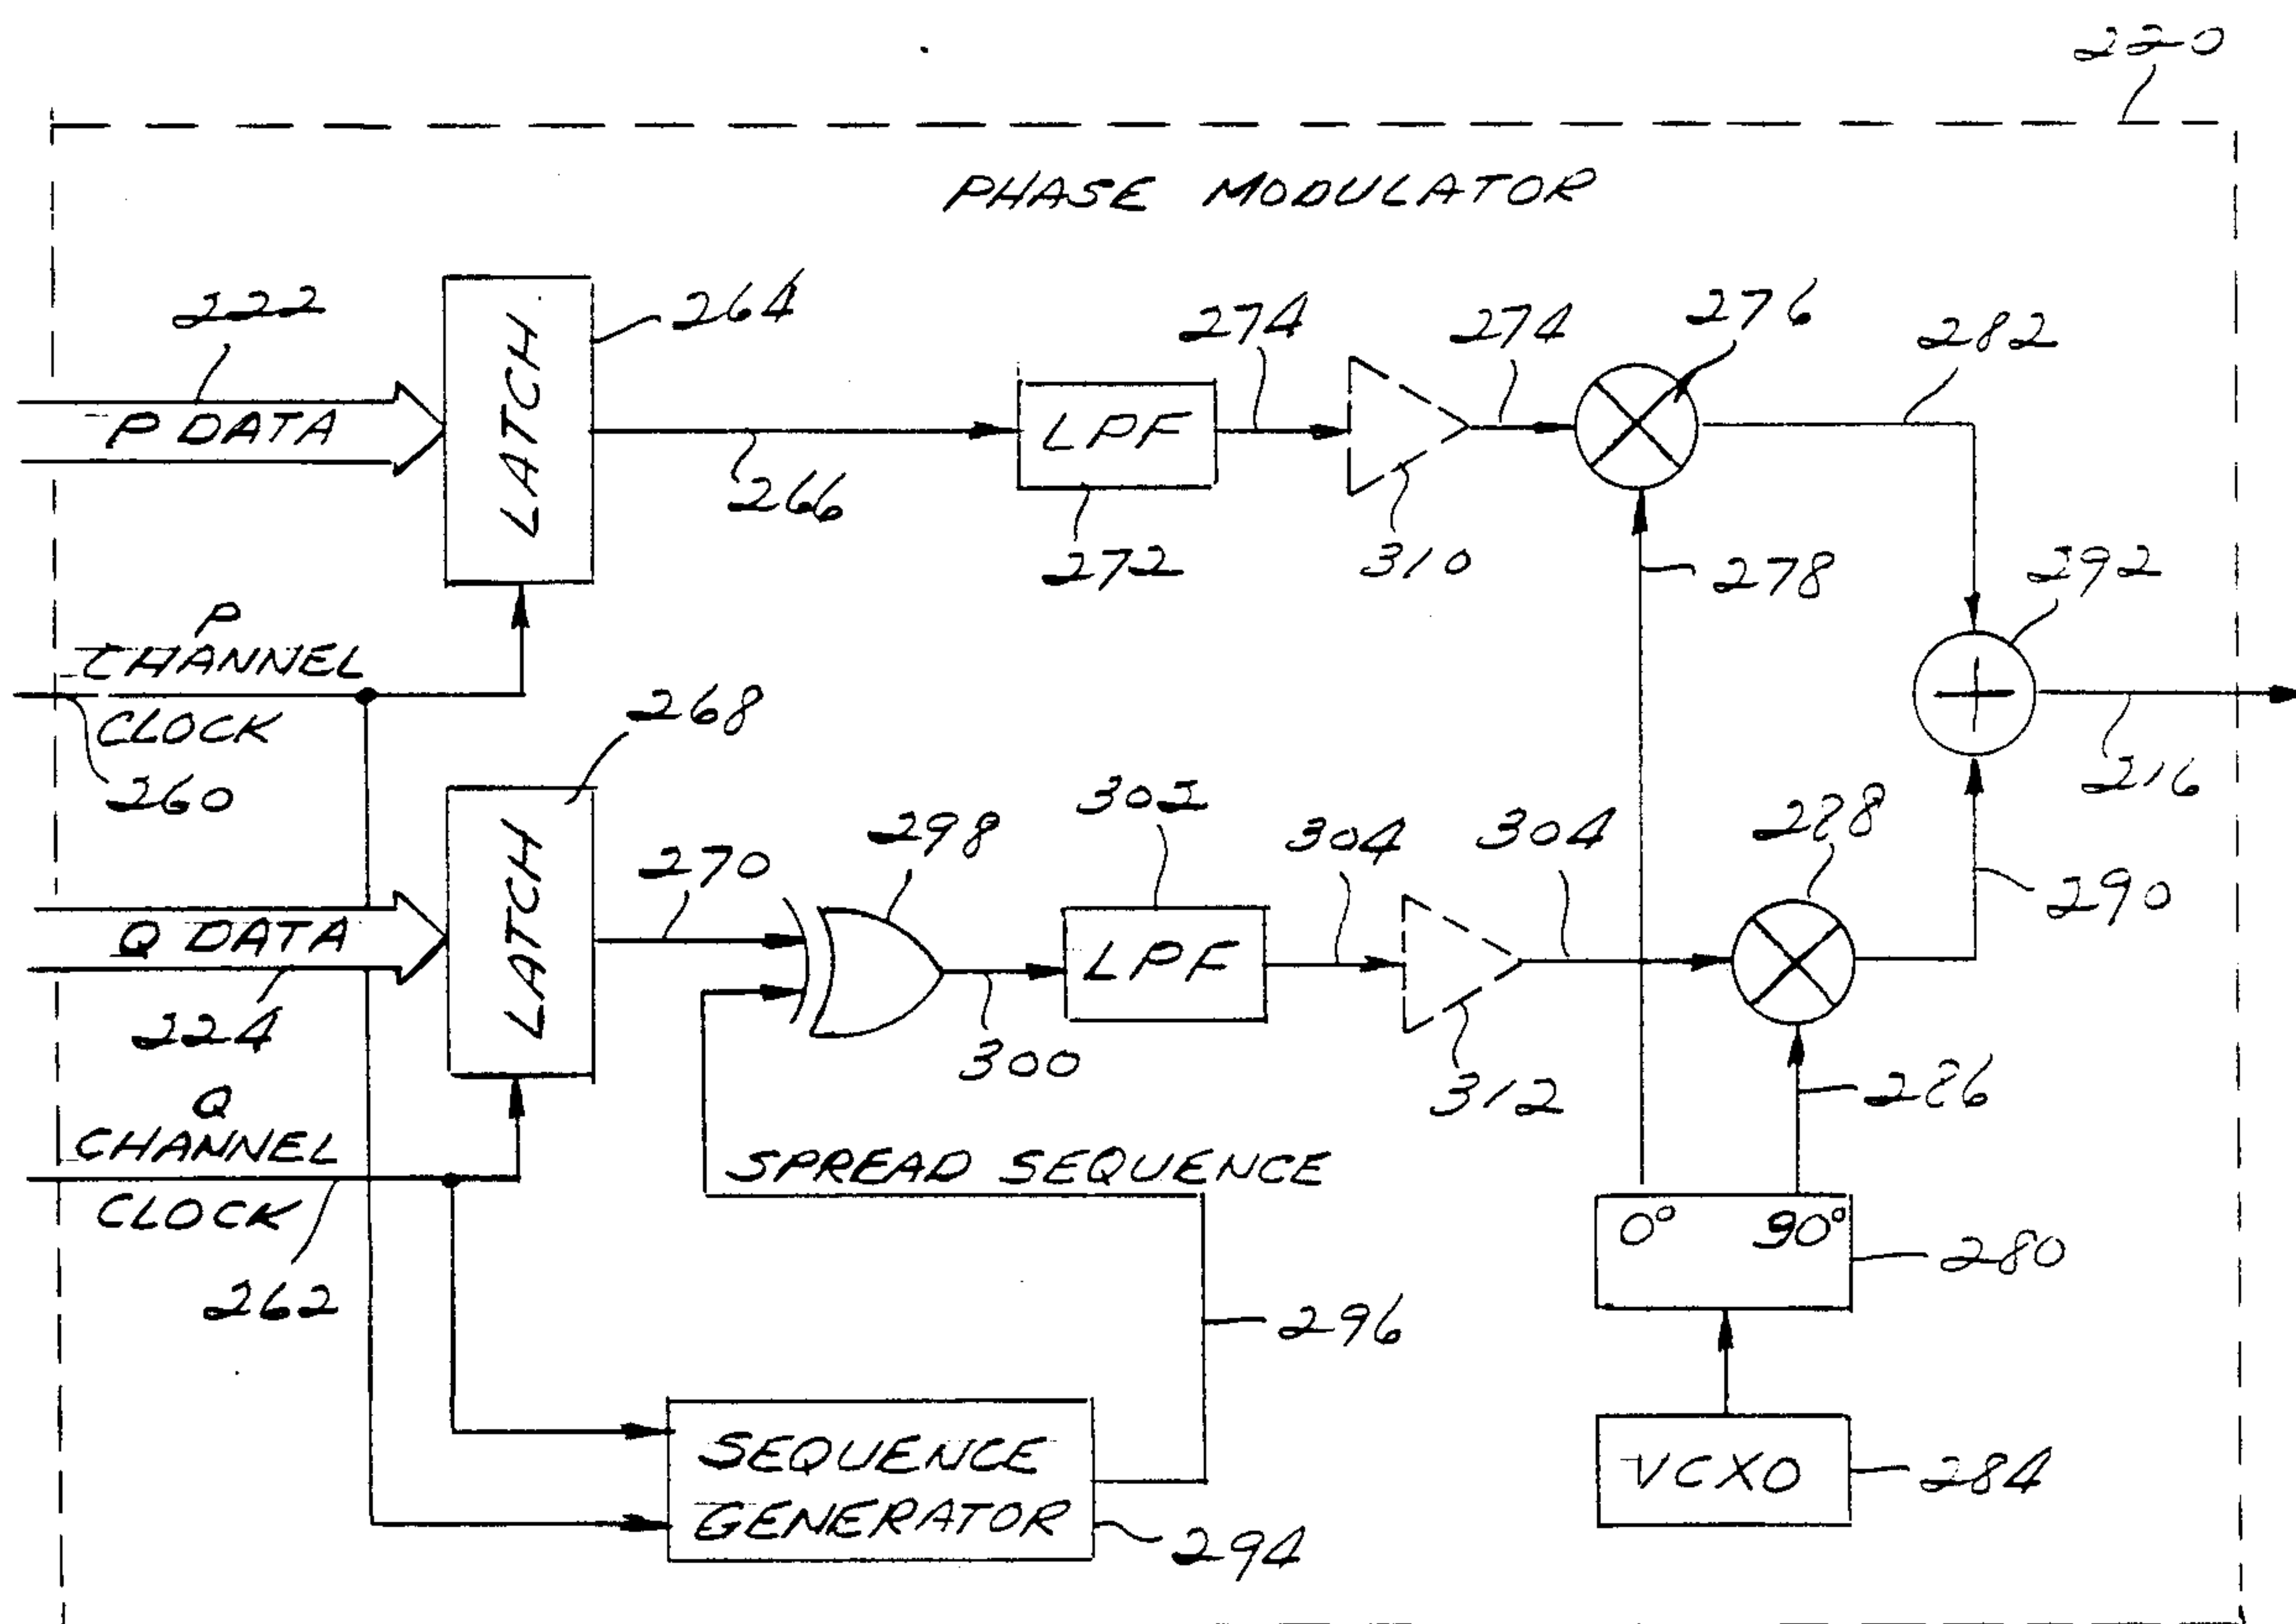 220
PHASE MODULATOR
222
P DATA
LATCH
264
266
LPF
272
274
310
274
276
278
282
292
216
P
CHANNEL
CLOCK
260
268
Q DATA
224
LATCH
270
298
300
302
LPF
304
312
304
288
290
286
Q
CHANNEL
CLOCK
262
SPREAD SEQUENCE
296
0° 90°
280
SEQUENCE
GENERATOR
294
VCXO
284